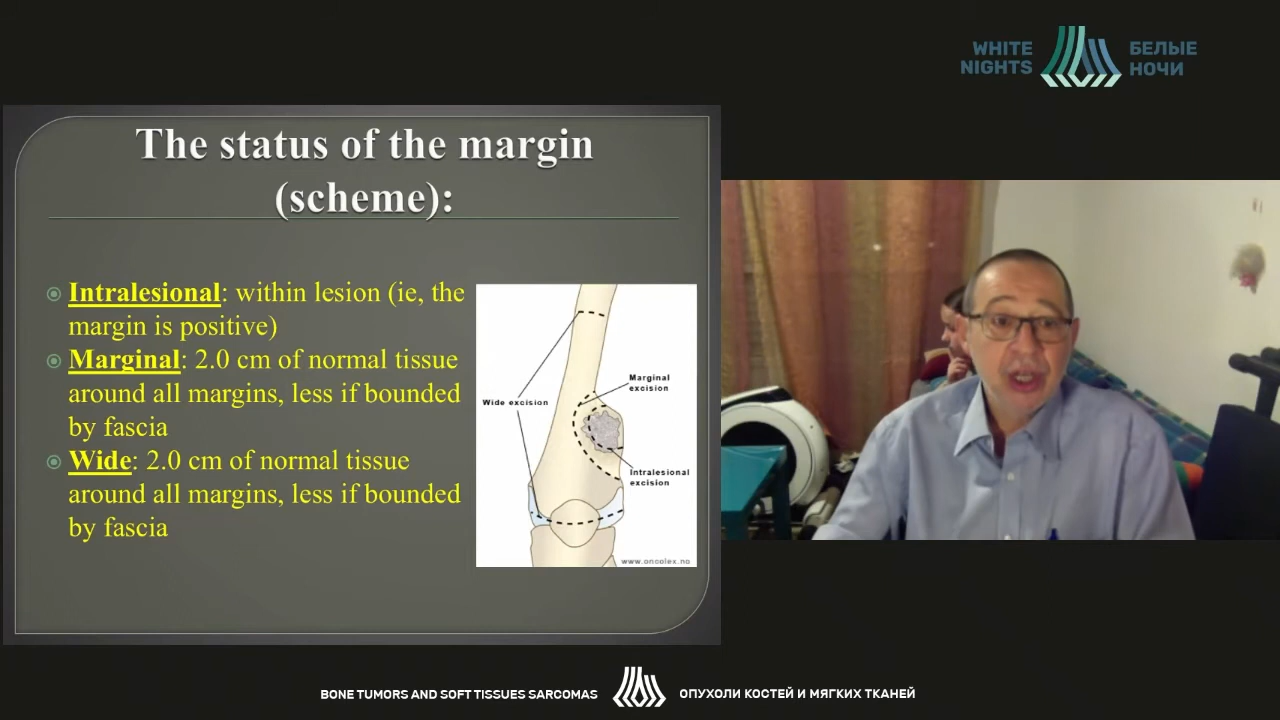 WHITE
NIGHTS
БЕЛЫЕ
НОЧИ
The status of the margin
(scheme):
Intralesional: within lesion (ie, the
margin is positive)
Marginal: 2.0 cm of normal tissue
around all margins, less if bounded
by fascia
Wide: 2.0 cm of normal tissue
around all margins, less if bounded
by fascia
Marginal
excision
Wide excision
Intralesional
excision
www.oncolex.no
BONE TUMORS AND SOFT TISSUES SARCOMAS
ОПУХОЛИ КОСТЕЙ И МЯГКИХ ТКАНЕЙ